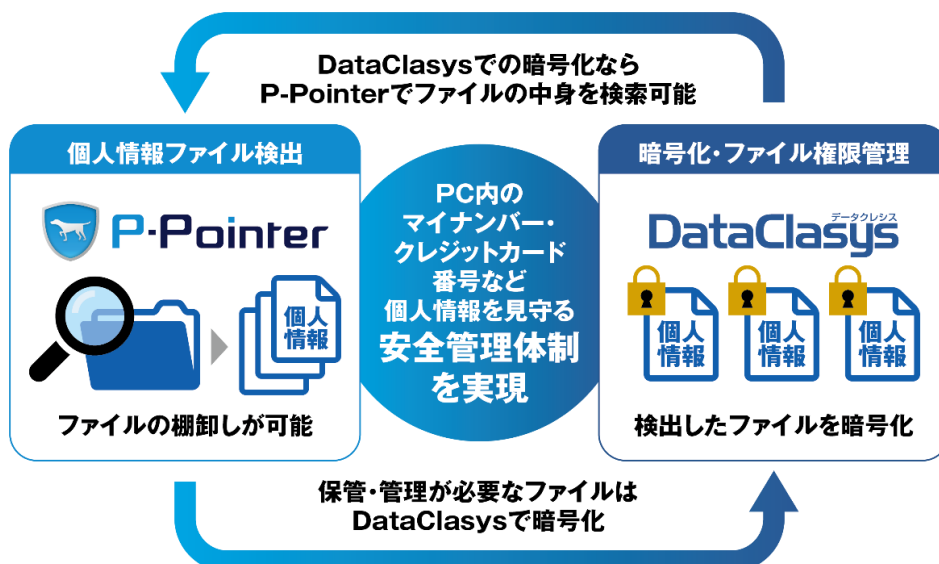 DataClasysでの暗号化なら
P-Pointerでファイルの中身を検索可能
個人情報ファイル検出
P-Pointer
個人
情報
ファイルの棚卸しが可能
PC内の
マイナンバー・
クレジットカード
番号など
個人情報を見守る
安全管理体制
を実現
暗号化・ファイル権限管理
データクレシス
DataClasys
個人
情報
個人
情報
個人
情報
検出したファイルを暗号化
保管・管理が必要なファイルは
DataClasysで暗号化